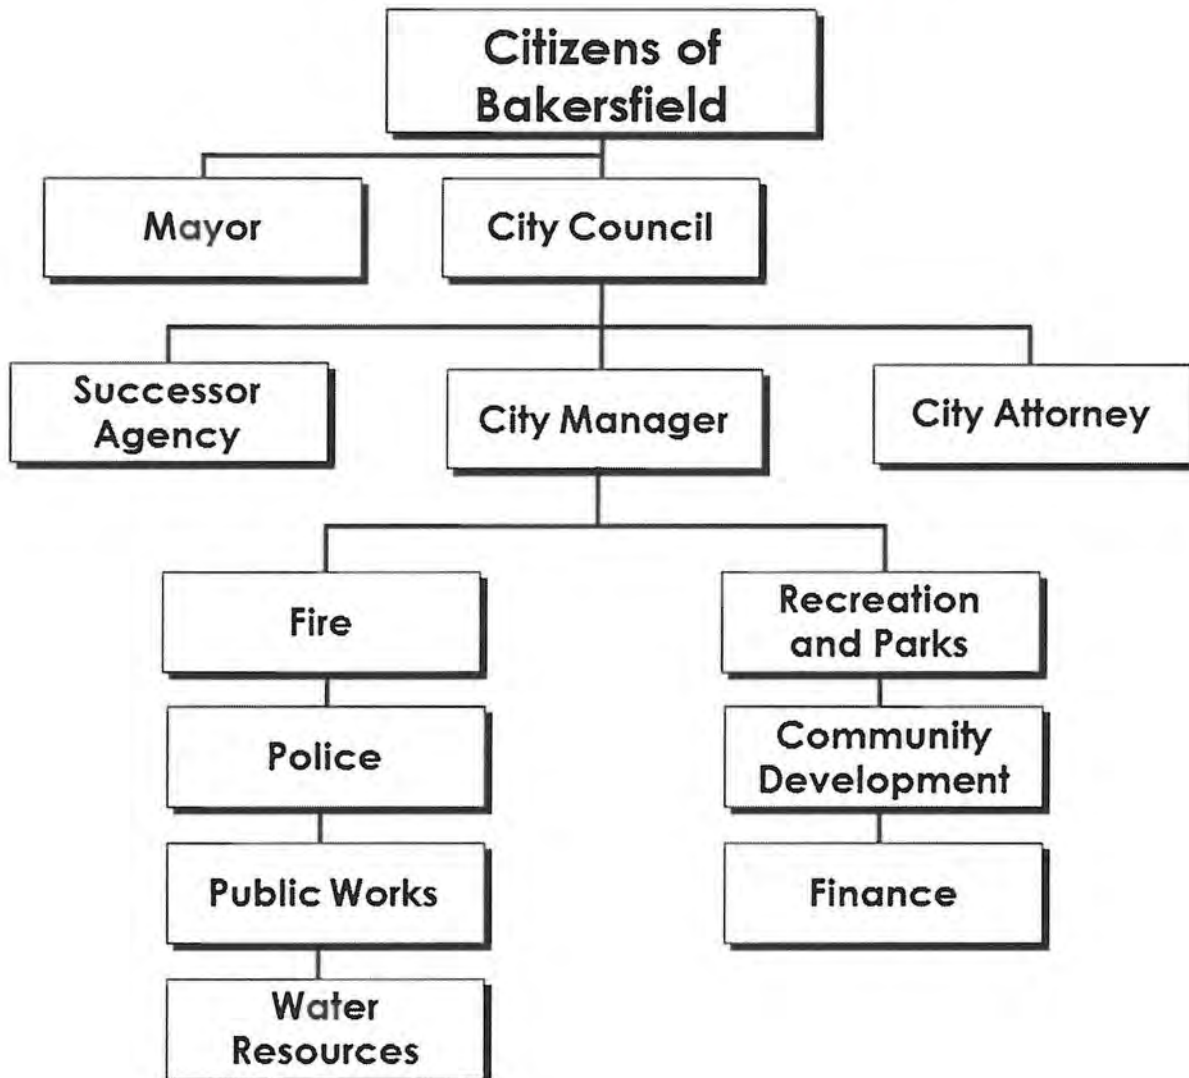 Citizens of
Bakersfield
Mayor
City Council
Successor
Agency
City Manager
City Attorney
Fire
Recreation
and Parks
Police
Community
Development
Public Works
Finance
Water
Resources